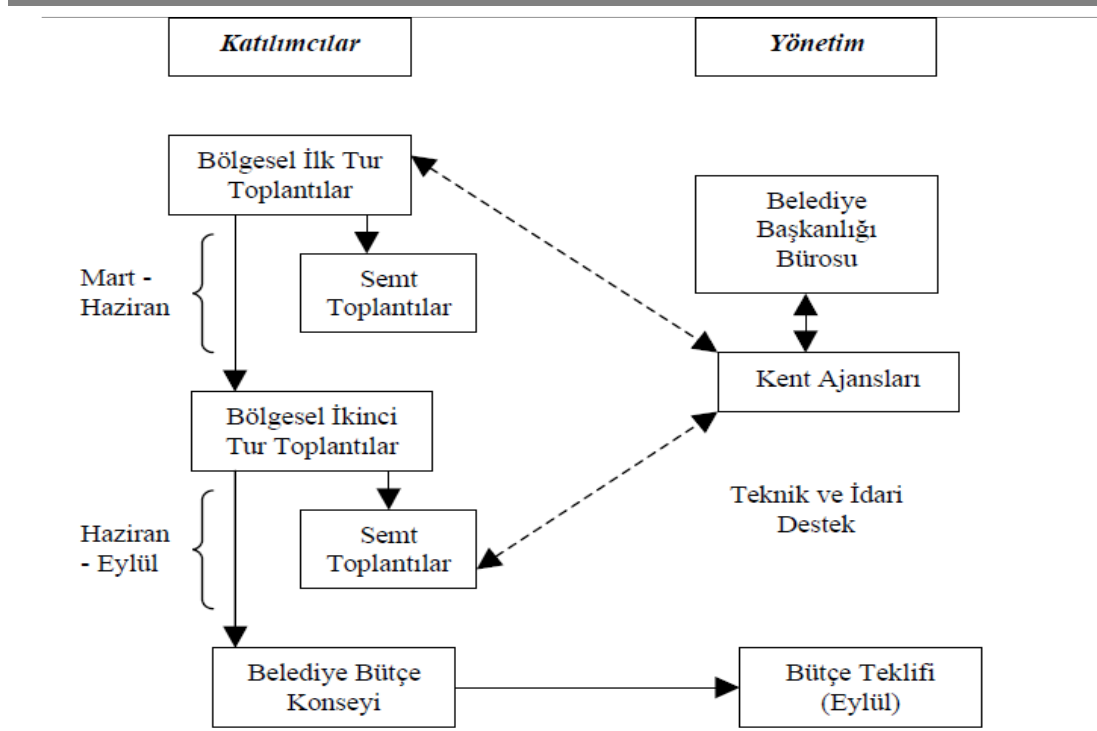 Katılımcılar
Yönetim
Bölgesel İlk Tur
Toplantılar
Belediye
Başkanlığı
Bürosu
Mart -
Haziran
Semt
Toplantılar
Kent Ajansları
Bölgesel İkinci
Tur Toplantılar
Teknik ve İdari
Destek
Haziran
- Eylül
Semt
Toplantılar
Belediye Bütçe
Konseyi
Bütçe Teklifi
(Eylül)